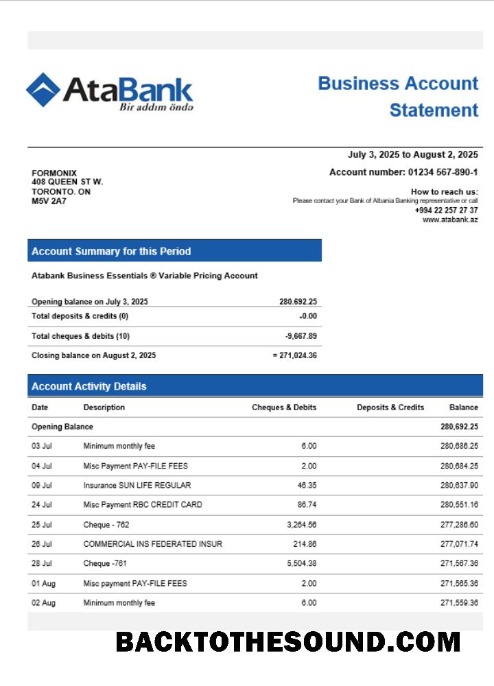 AtaBank
Bir addım öndə
Business Account
Statement
July 3, 2025 to August 2, 2025
FORMONIX
408 QUEEN ST W.
TORONTO. ON
M5V 2A7
Account number: 01234 567-890-1
How to reach us:
Please contact your Bank of Albania Banking representative or call
+994 22 257 27 37
www.atabank.az
Account Summary for this Period
Atabank Business Essentials ® Variable Pricing Account
Opening balance on July 3, 2025 280.692.25
Total deposits & credits (0) -0.00
Total cheques & debits (10) -9,667.89
Closing balance on August 2, 2025 = 271,024.36
Account Activity Details
Date Description Cheques & Debits Deposits & Credits Balance
Opening Balance 280,692.25
03 Jul Minimum monthly fee 6.00 280,686.25
04 Jul Misc Payment PAY-FILE FEES 2.00 280,684.25
09 Jul Insurance SUN LIFE REGULAR 46.35 280,637.90
24 Jul Misc Payment RBC CREDIT CARD 86.74 280,551.16
25 Jul Cheque - 762 3,264.56 277,286.60
26 Jul COMMERCIAL INS FEDERATED INSUR 214.86 277,071.74
28 Jul Cheque -761 5,504.38 271,567.36
01 Aug Misc payment PAY-FILE FEES 2.00 271,565.36
02 Aug Minimum monthly fee 6.00 271,559.36
BACKTOTHESOUND.COM